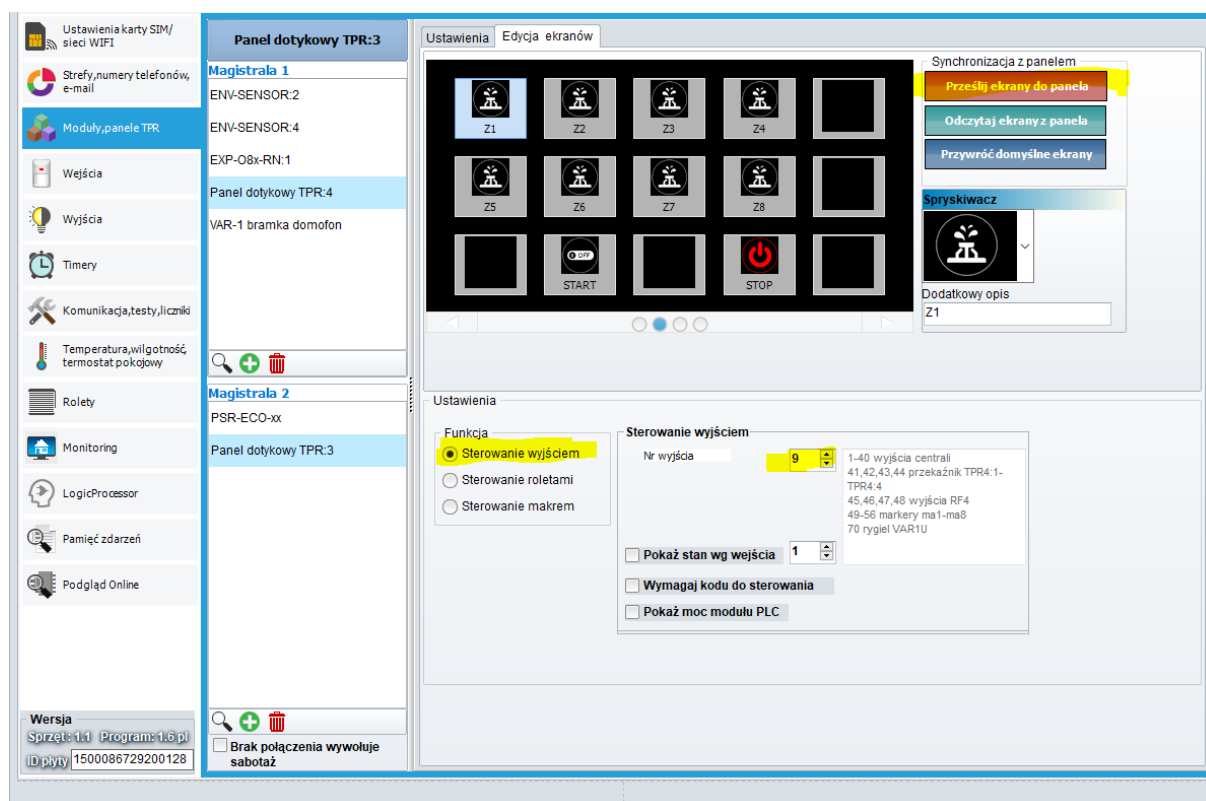 Ustawienia karty SIM/
sieci WIFI
Strefy,numery telefonów,
e-mail
Moduły,panele TPR
Wejścia
Wyjścia
Timery
Komunikacja,testy,liczniki
Temperatura,wilgotność,
termostat pokojowy
Rolety
Monitoring
LogicProcessor
Pamięć zdarzeń
Podgląd Online
Wersja
Sprzęt: 1.1 Program: 1.6 pl
ID płyty 1500086729200128
Panel dotykowy TPR:3
Magistrala 1
ENV-SENSOR:2
ENV-SENSOR:4
EXP-O8x-RN:1
Panel dotykowy TPR:4
VAR-1 bramka domofon
Magistrala 2
PSR-ECO-xx
Panel dotykowy TPR:3
Brak połączenia wywołuje
sabotaż
Ustawienia Edycja ekranów
Z1 Z2 Z3 Z4
Z5 Z6 Z7 Z8
OFF
START STOP
Synchronizacja z panelem
Prześlij ekrany do panela
Odczytaj ekrany z panela
Przywróć domyślne ekrany
Spryskiwacz
Dodatkowy opis
Z1
Ustawienia
Funkcja
Sterowanie wyjściem
Sterowanie roletami
Sterowanie makrem
Sterowanie wyjściem
Nr wyjścia 9
1-40 wyjścia centrali
41,42,43,44 przekaźnik TPR4:1-
TPR4:4
45,46,47,48 wyjścia RF4
49-56 markery ma1-ma8
70 rygiel VAR1U
Pokaż stan wg wejścia 1
Wymagaj kodu do sterowania
Pokaż moc modułu PLC